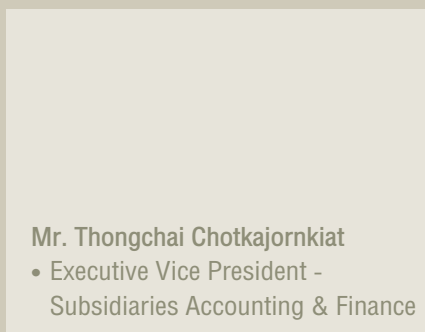 Mr. Thongchai Chotkajornkiat
• Executive Vice President -
Subsidiaries Accounting & Finance